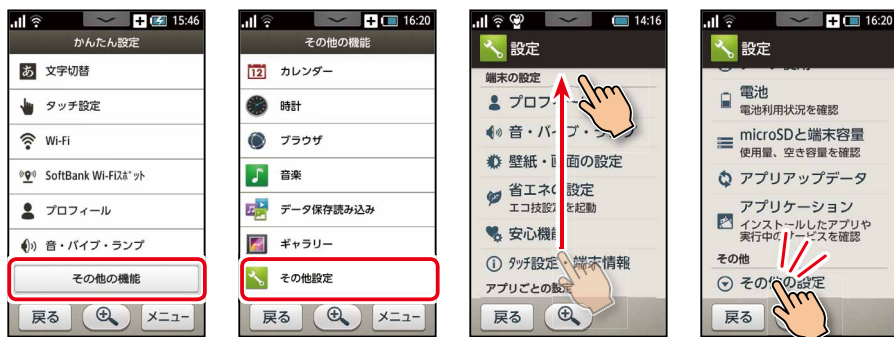 15:46
かんたん設定
あ 文字切替
タッチ設定
Wi-Fi
SoftBank Wi-Fiｽﾎﾟｯﾄ
プロフィール
音・バイブ・ランプ
その他の機能
戻る
メニュー
16:20
その他の機能
12 カレンダー
時計
ブラウザ
音楽
データ保存読み込み
ギャラリー
その他設定
戻る
メニュー
14:16
設定
端末の設定
プロフィール
音・バイブ・ランプ
壁紙・画面の設定
省エネの設定
エコ技設定を起動
安心機能
ﾀｯﾁ設定・端末情報
アプリごとの設定
戻る
16:20
設定
電池
電池利用状況を確認
microSDと端末容量
使用量、空き容量を確認
アプリアップデータ
アプリケーション
インストールしたアプリや
実行中のサービスを確認
その他
その他の設定
戻る